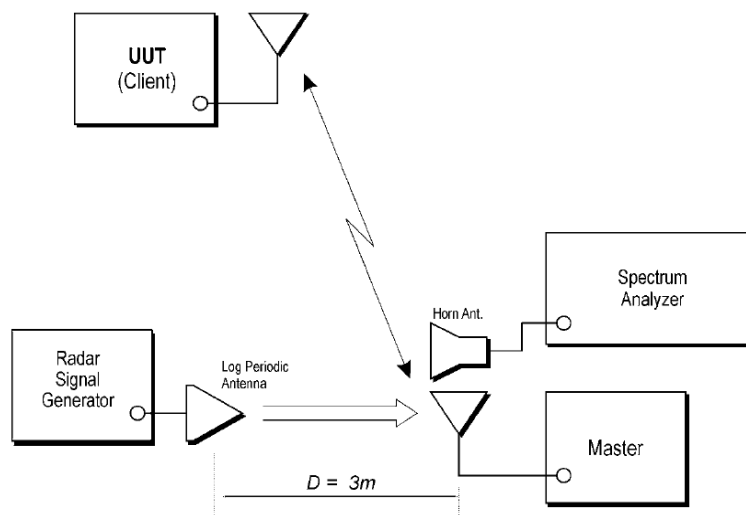 UUT
(Client)
Spectrum
Analyzer
Horn Ant.
Radar
Signal
Generator
Log Periodic
Antenna
Master
D = 3m